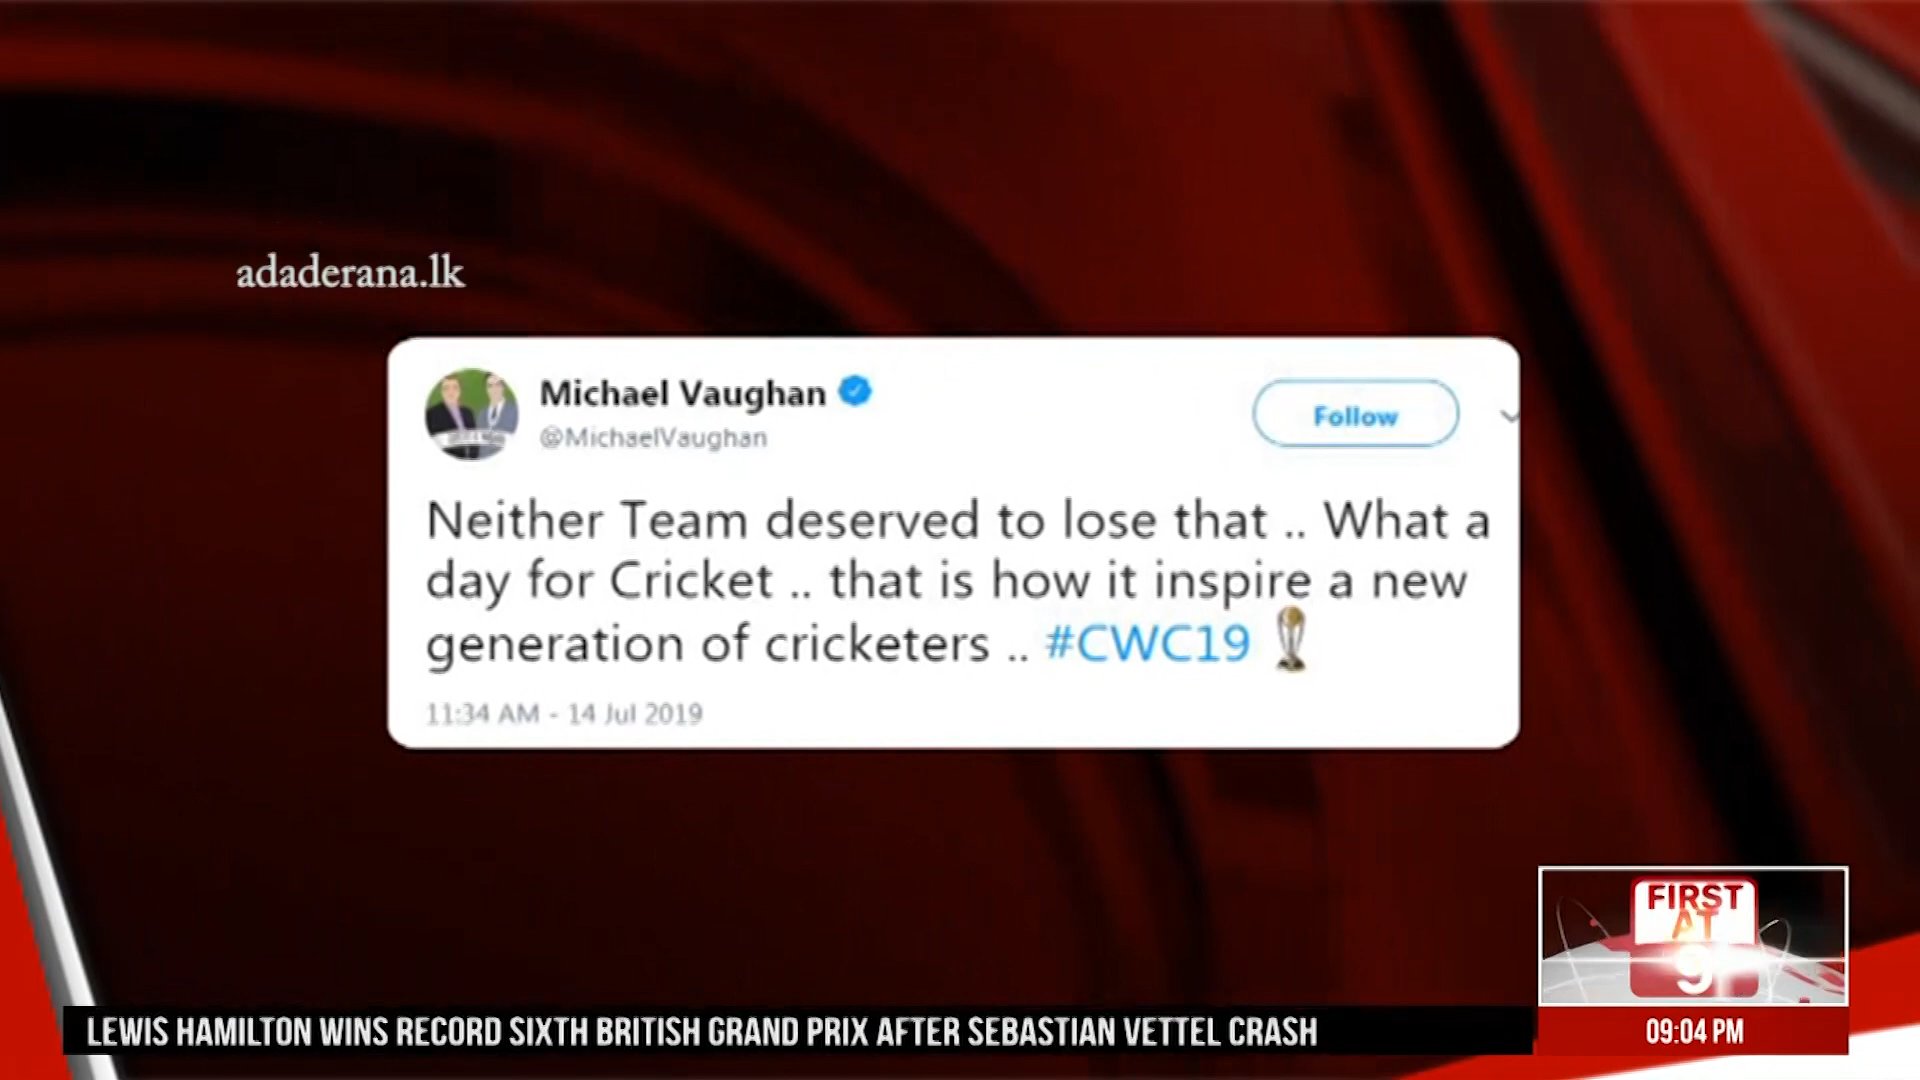 adaderana.lk
Michael Vaughan
@MichaelVaughan
Follow
Neither Team deserved to lose that .. What a
day for Cricket .. that is how it inspire a new
generation of cricketers .. #CWC19
11:34 AM - 14 Jul 2019
FIRST
AT
9
LEWIS HAMILTON WINS RECORD SIXTH BRITISH GRAND PRIX AFTER SEBASTIAN VETTEL CRASH
09:04 PM